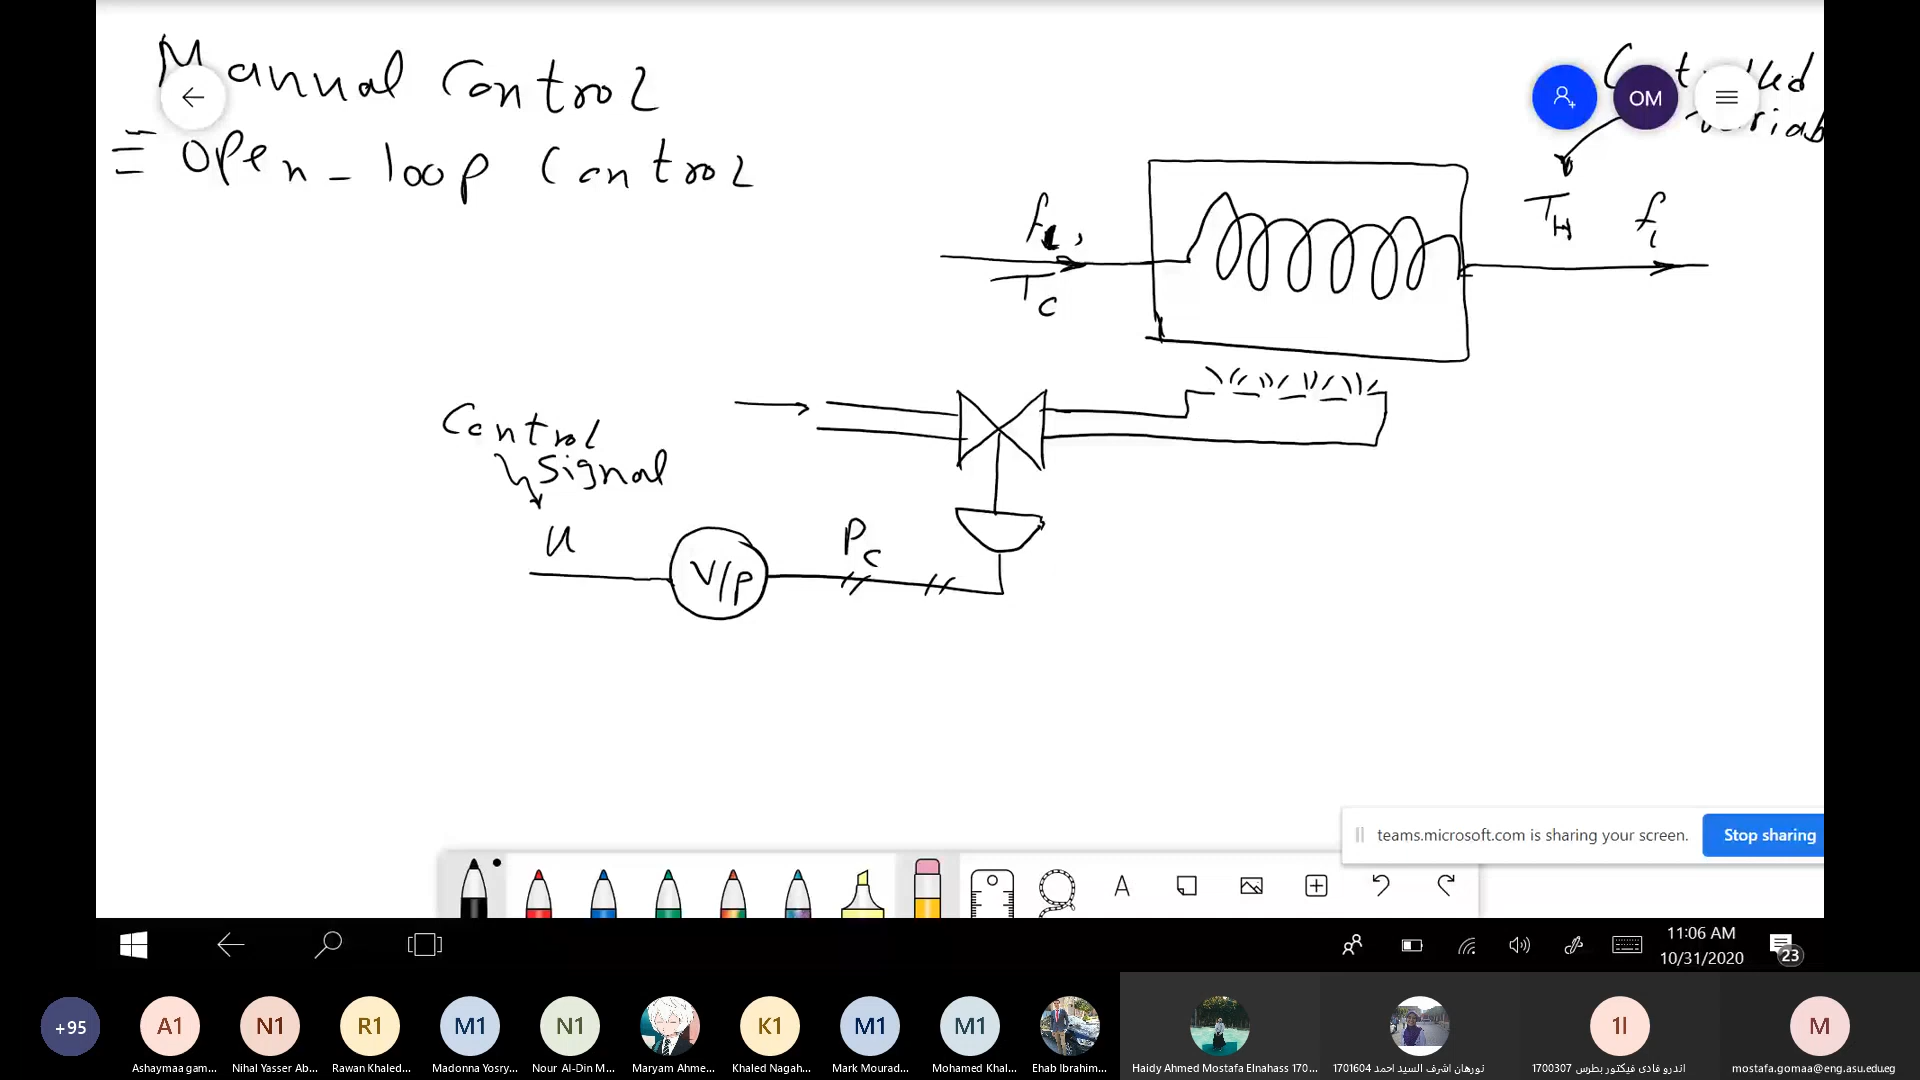 Manual Control
≡ open-loop Control
OM
Controlled
variab
TH
fL
fL,
Tc
Control
Signal
u
V/P
Pc
teams.microsoft.com is sharing your screen.
Stop sharing
11:06 AM
10/31/2020
23
+95
A1
N1
R1
M1
N1
K1
M1
M1
1ا
M
Ashaymaa gam...
Nihal Yasser Ab...
Rawan Khaled...
Madonna Yosry...
Nour Al-Din M...
Maryam Ahme...
Khaled Nagah...
Mark Mourad...
Mohamed Khal...
Ehab Ibrahim...
Haidy Ahmed Mostafa Elnahass 170...
نورهان اشرف السيد احمد 1701604
اندرو فادى فيكتور بطرس 1700307
mostafa.gomaa@eng.asu.edu.eg